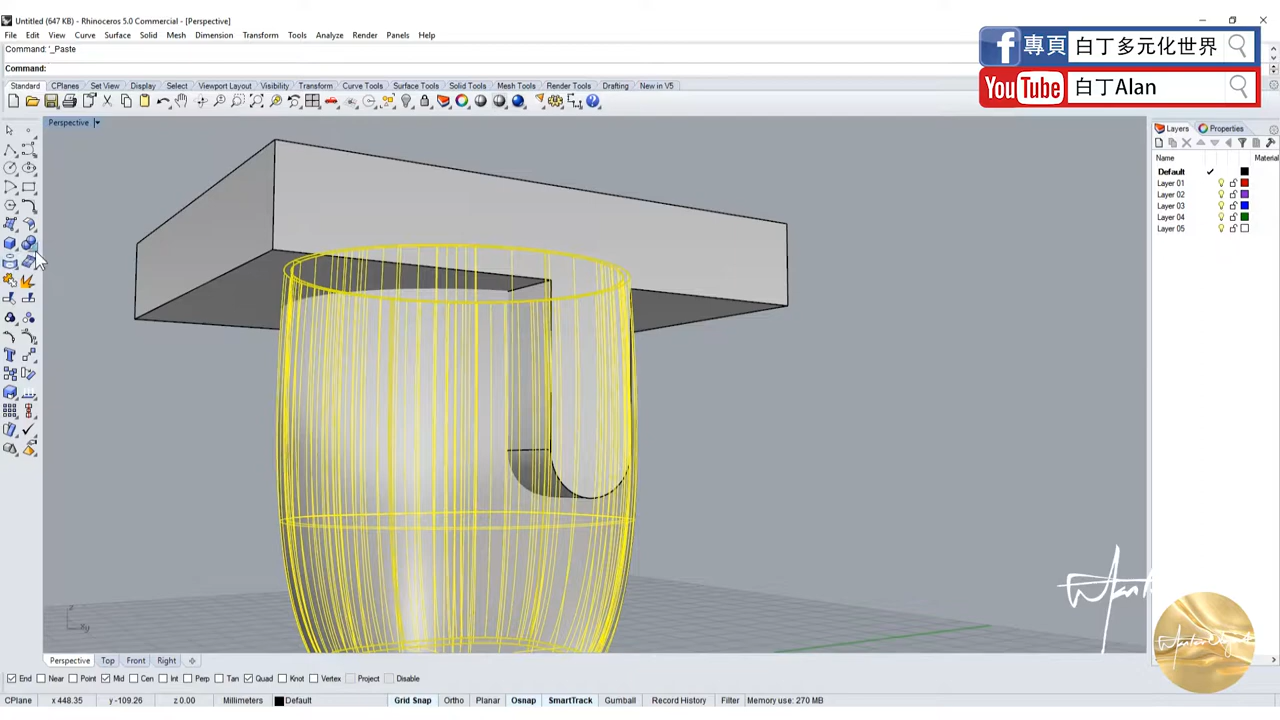 Untitled (647 KB) - Rhinoceros 5.0 Commercial - [Perspective]
File Edit View Curve Surface Solid Mesh Dimension Transform Tools Analyze Render Panels Help
Command: '_Paste
Command:
專頁 白丁多元化世界
YouTube 白丁Alan
Standard CPlanes Set View Display Select Viewport Layout Visibility Transform Curve Tools Surface Tools Solid Tools Mesh Tools Render Tools Drafting New in V5
Perspective
Layers Properties
Name Material
Default
Layer 01
Layer 02
Layer 03
Layer 04
Layer 05
z
xy
Perspective Top Front Right
End Near Point Mid Cen Int Perp Tan Quad Knot Vertex Project Disable
CPlane x 448.35 y -109.26 z 0.00 Millimeters Default Grid Snap Ortho Planar Osnap SmartTrack Gumball Record History Filter Memory use: 270 MB